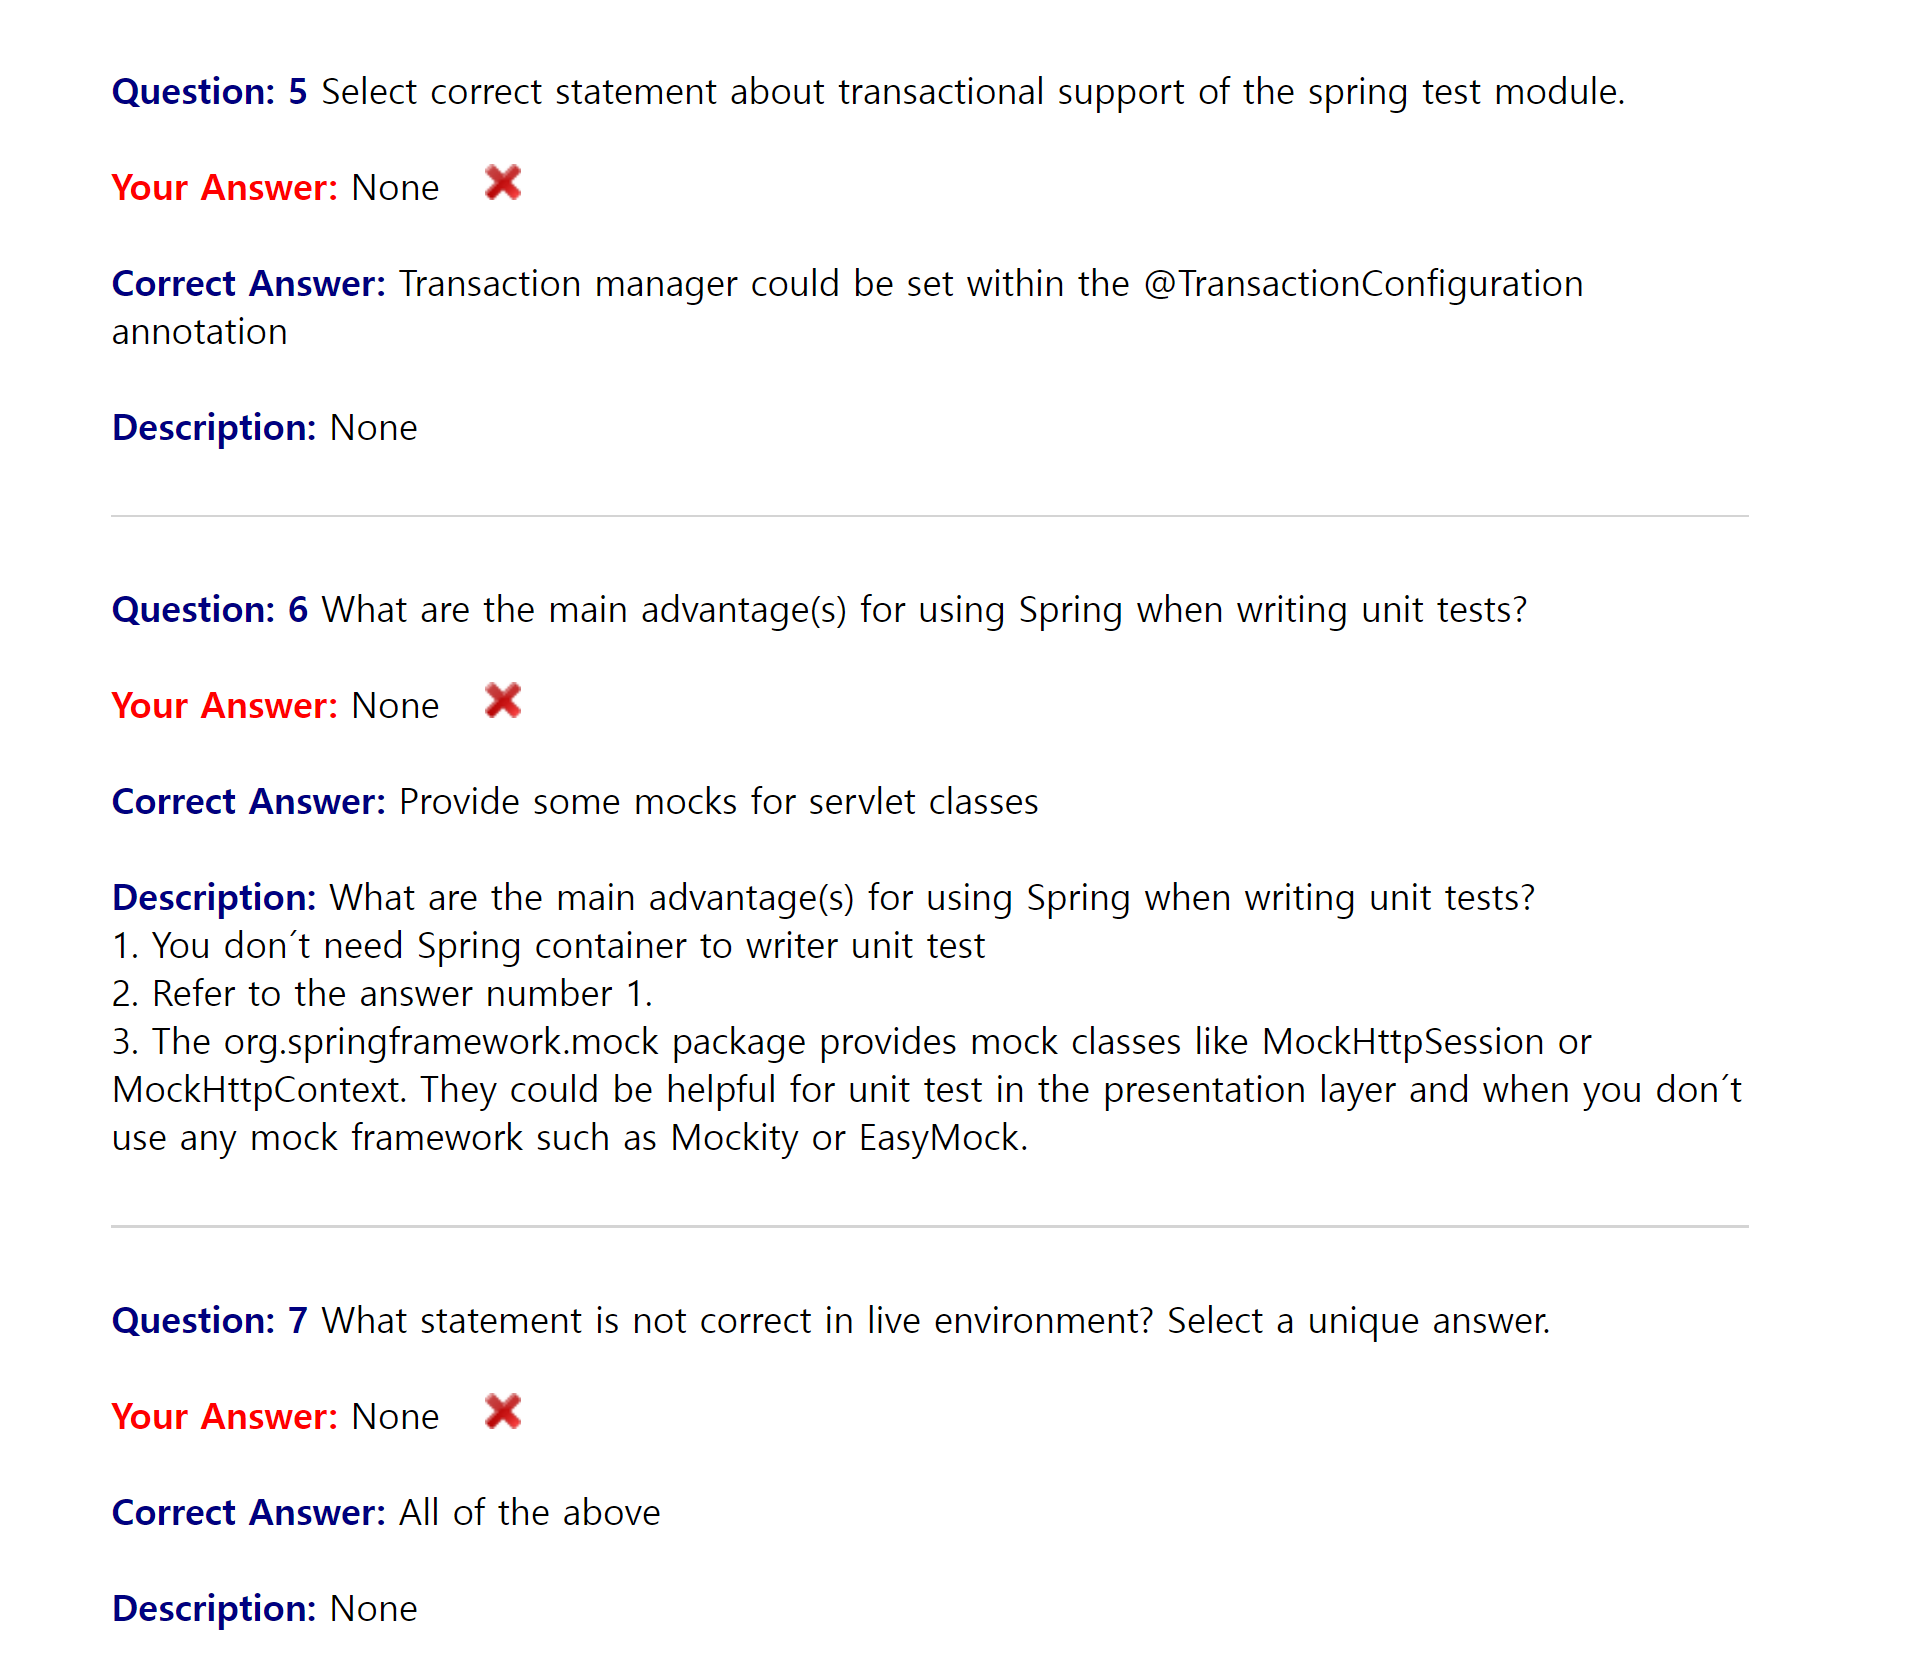 Question: 5 Select correct statement about transactional support of the spring test module.
Your Answer: None
Correct Answer: Transaction manager could be set within the @TransactionConfiguration
annotation
Description: None
Question: 6 What are the main advantage(s) for using Spring when writing unit tests?
Your Answer: None
Correct Answer: Provide some mocks for servlet classes
Description: What are the main advantage(s) for using Spring when writing unit tests?
1. You don´t need Spring container to writer unit test
2. Refer to the answer number 1.
3. The org.springframework.mock package provides mock classes like MockHttpSession or
MockHttpContext. They could be helpful for unit test in the presentation layer and when you don´t
use any mock framework such as Mockity or EasyMock.
Question: 7 What statement is not correct in live environment? Select a unique answer.
Your Answer: None
Correct Answer: All of the above
Description: None